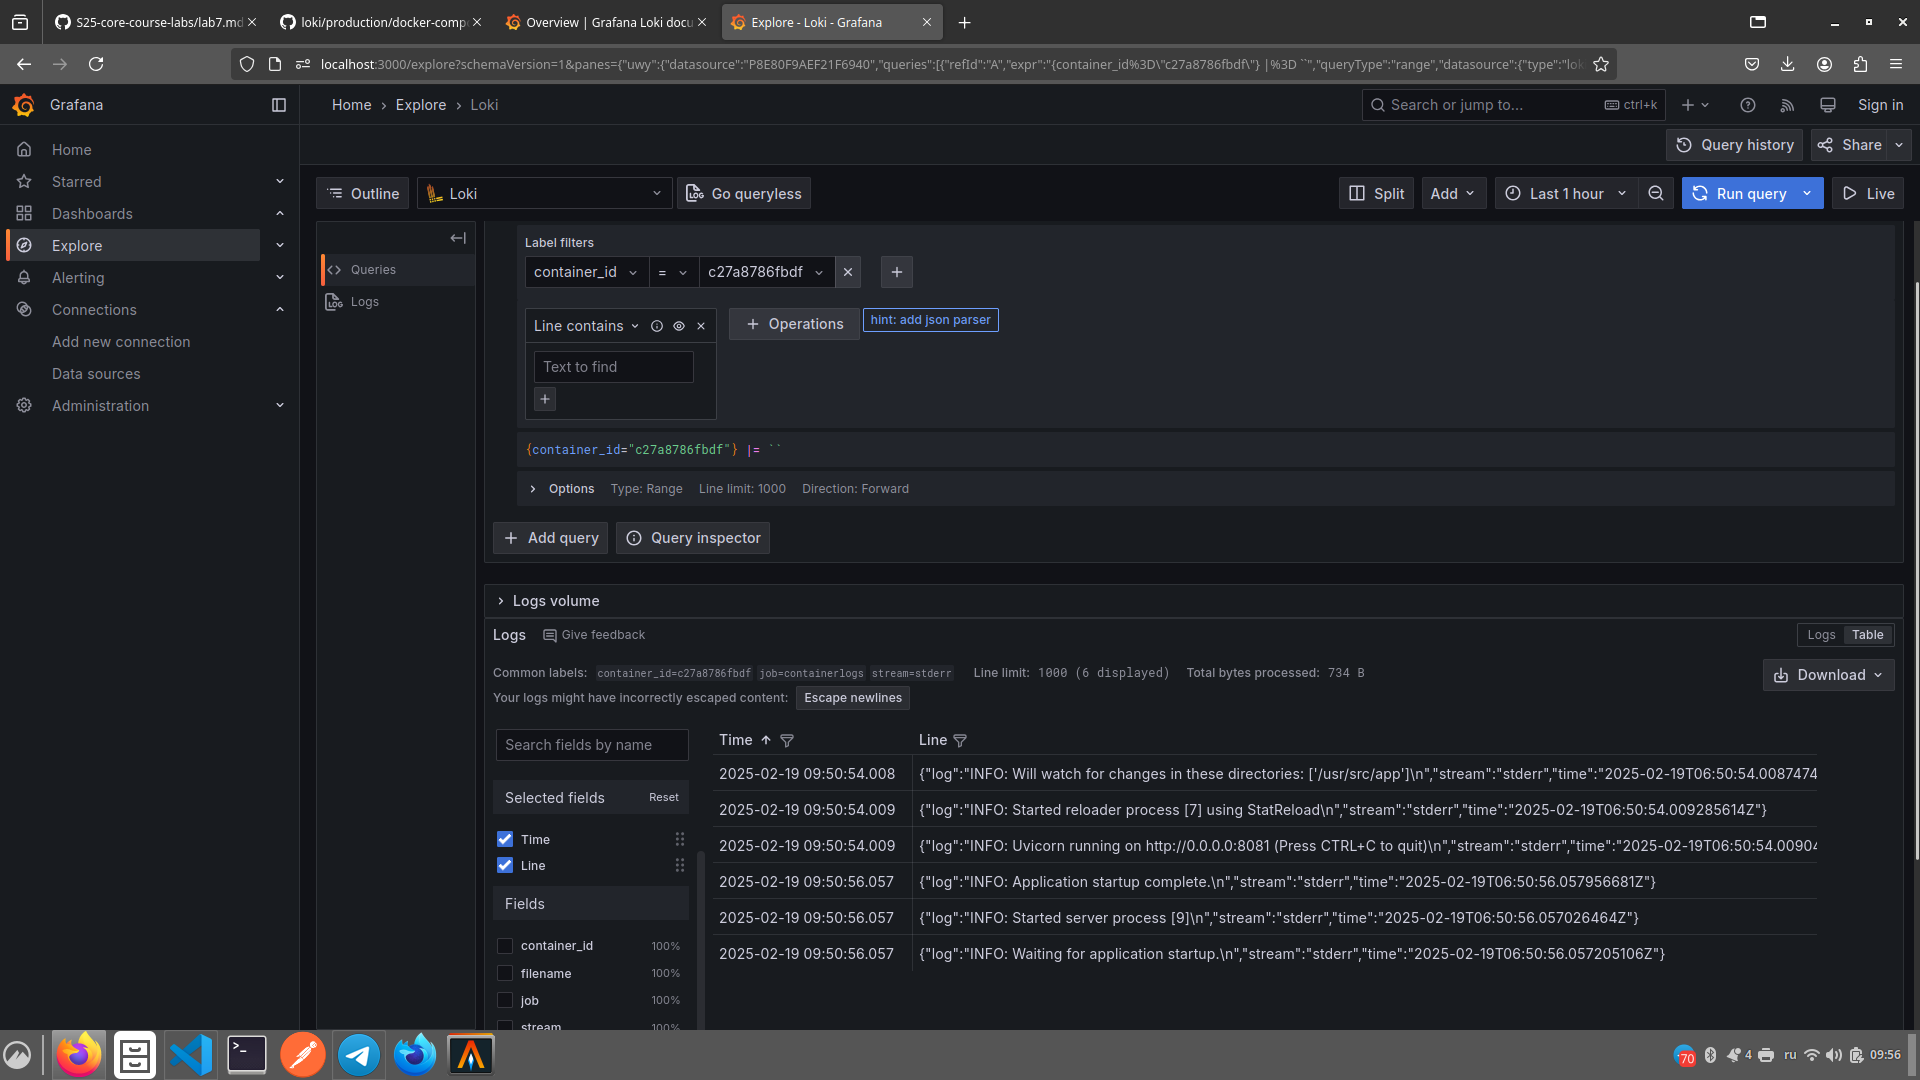 S25-core-course-labs/lab7.md
loki/production/docker-comp
Overview | Grafana Loki docu
Explore - Loki - Grafana
localhost:3000/explore?schemaVersion=1&panes={"uwy":{"datasource":"P8E80F9AEF21F6940","queries":[{"refId":"A","expr":"{container_id%3D\"c27a8786fbdf\"} |%3D ``","queryType":"range","datasource":{"type":"lok
Grafana
Home › Explore › Loki
Search or jump to...
ctrl+k
Sign in
Query history
Share
Home
Starred
Dashboards
Explore
Alerting
Connections
Add new connection
Data sources
Administration
Outline
Loki
Go queryless
Split
Add
Last 1 hour
Run query
Live
Queries
Logs
Label filters
container_id
=
c27a8786fbdf
Line contains
Operations
hint: add json parser
Text to find
{container_id="c27a8786fbdf"} |= ``
Options Type: Range Line limit: 1000 Direction: Forward
Add query
Query inspector
Logs volume
Logs
Give feedback
Logs
Table
Common labels: container_id=c27a8786fbdf job=containerlogs stream=stderr Line limit: 1000 (6 displayed) Total bytes processed: 734 B
Download
Your logs might have incorrectly escaped content: Escape newlines
Search fields by name
Selected fields
Reset
Time
Line
Fields
container_id 100%
filename 100%
job 100%
stream 100%
Time Line
2025-02-19 09:50:54.008 {"log":"INFO: Will watch for changes in these directories: ['/usr/src/app']\n","stream":"stderr","time":"2025-02-19T06:50:54.0087474
2025-02-19 09:50:54.009 {"log":"INFO: Started reloader process [7] using StatReload\n","stream":"stderr","time":"2025-02-19T06:50:54.009285614Z"}
2025-02-19 09:50:54.009 {"log":"INFO: Uvicorn running on http://0.0.0.0:8081 (Press CTRL+C to quit)\n","stream":"stderr","time":"2025-02-19T06:50:54.00904
2025-02-19 09:50:56.057 {"log":"INFO: Application startup complete.\n","stream":"stderr","time":"2025-02-19T06:50:56.057956681Z"}
2025-02-19 09:50:56.057 {"log":"INFO: Started server process [9]\n","stream":"stderr","time":"2025-02-19T06:50:56.057026464Z"}
2025-02-19 09:50:56.057 {"log":"INFO: Waiting for application startup.\n","stream":"stderr","time":"2025-02-19T06:50:56.057205106Z"}
70
4
ru
09:56